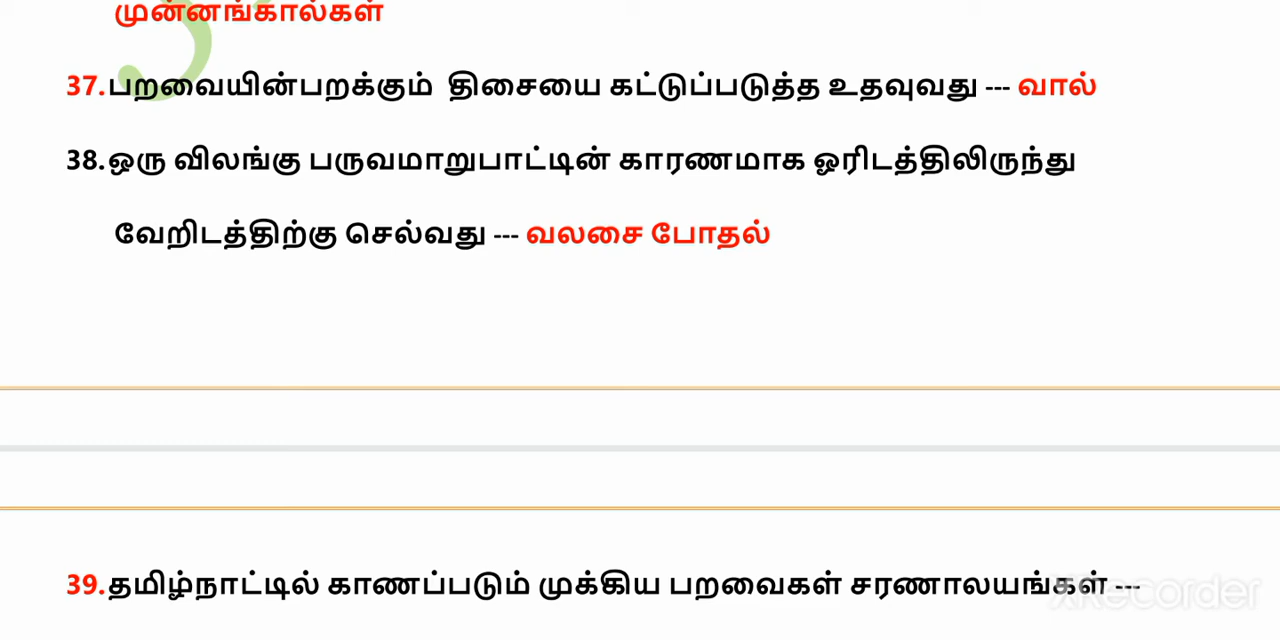 முன்னங்கால்கள்
37.பறவையின்பறக்கும் திசையை கட்டுப்படுத்த உதவுவது --- வால்
38.ஒரு விலங்கு பருவமாறுபாட்டின் காரணமாக ஓரிடத்திலிருந்து
வேறிடத்திற்கு செல்வது --- வலசை போதல்
39.தமிழ்நாட்டில் காணப்படும் முக்கிய பறவைகள் சரணாலயங்கள் ---
XRecorder